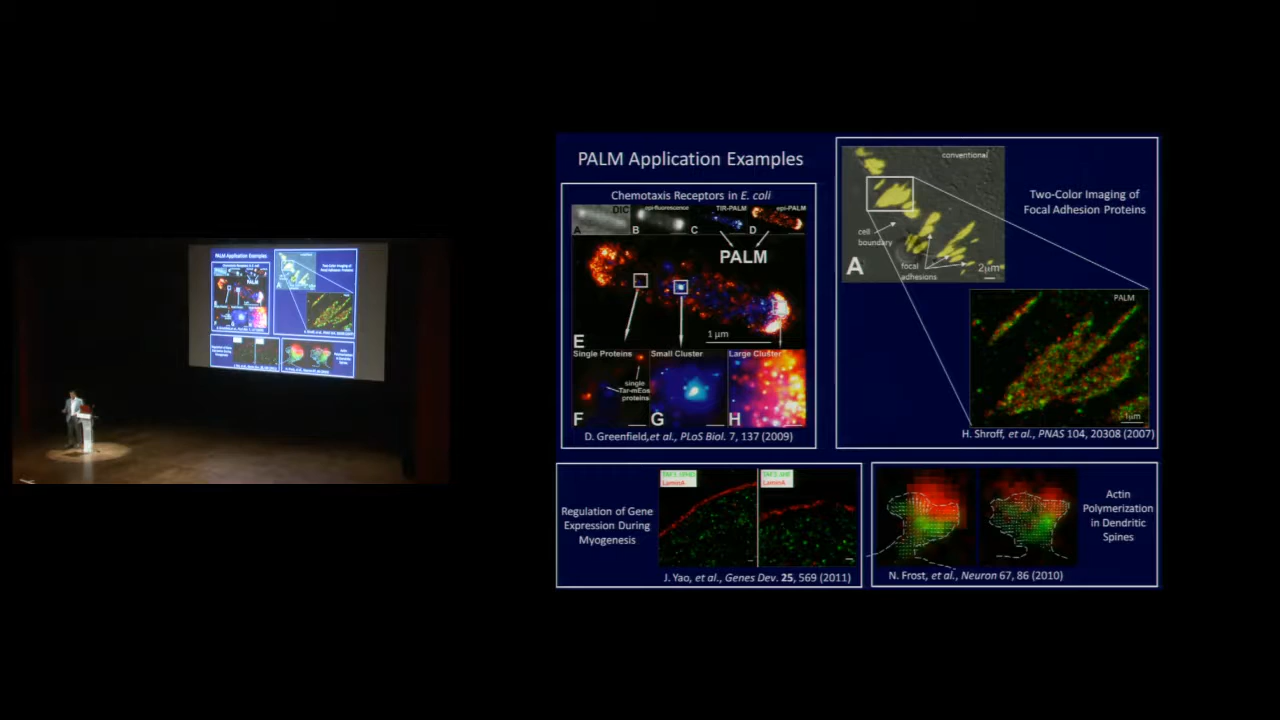 PALM Application Examples
Chemotaxis Receptors in E. coli
DIC
epi-fluorescence
TIR-PALM
epi-PALM
A
B
C
D
PALM
1 μm
E
Single Proteins
Small Cluster
Large Cluster
single
Tar-mEos
proteins
F
G
H
D. Greenfield,et al., PLoS Biol. 7, 137 (2009)
conventional
cell
boundary
focal
adhesions
2μm
A
Two-Color Imaging of
Focal Adhesion Proteins
PALM
1μm
H. Shroff, et al., PNAS 104, 20308 (2007)
Regulation of Gene
Expression During
Myogenesis
LaminA
LaminA
J. Yao, et al., Genes Dev. 25, 569 (2011)
Actin
Polymerization
in Dendritic
Spines
N. Frost, et al., Neuron 67, 86 (2010)